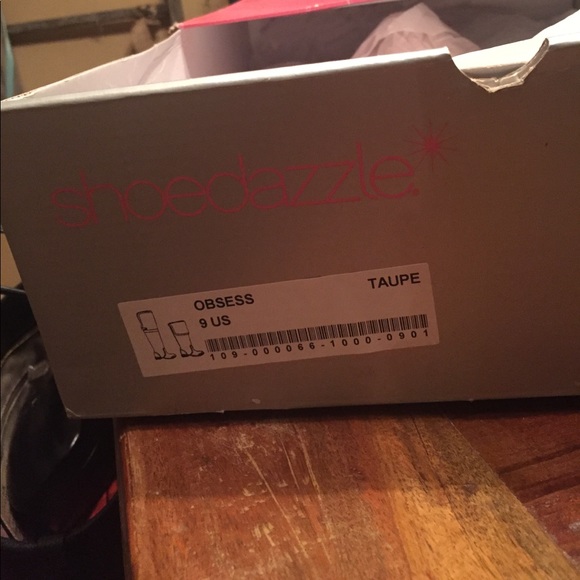 shoedazzle
OBSESS TAUPE
9 US
109-000066-1000-0901